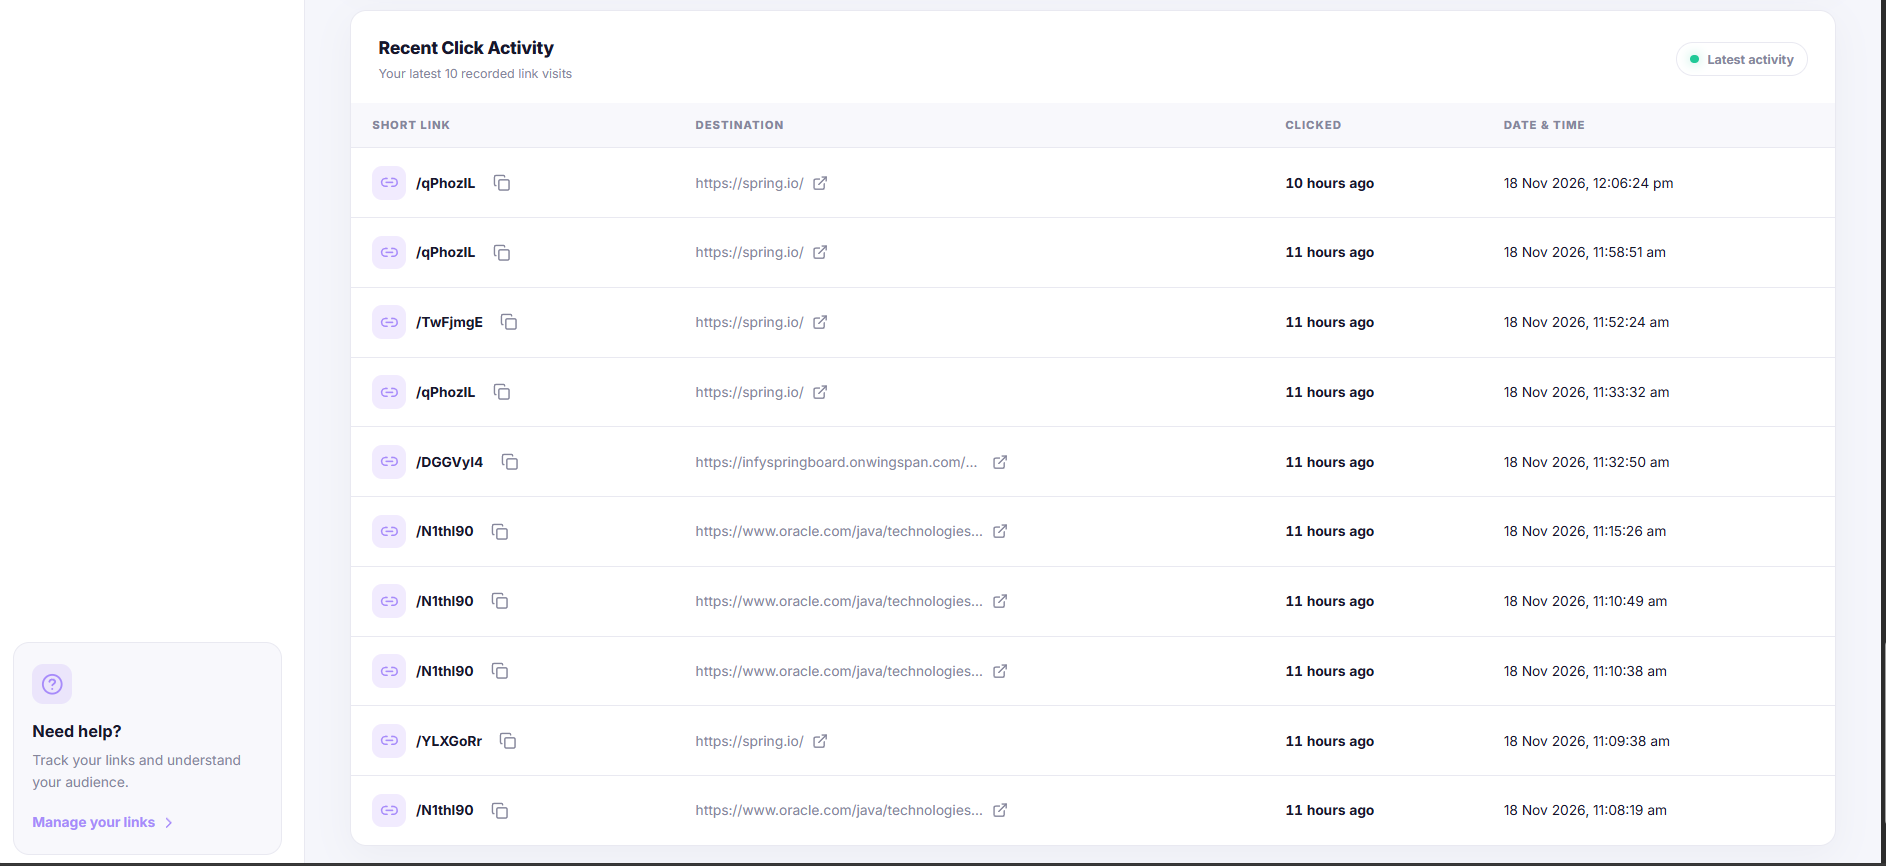 Recent Click Activity
Your latest 10 recorded link visits
Latest activity
SHORT LINK DESTINATION CLICKED DATE & TIME
/qPhozIL https://spring.io/ 10 hours ago 18 Nov 2026, 12:06:24 pm
/qPhozIL https://spring.io/ 11 hours ago 18 Nov 2026, 11:58:51 am
/TwFjmgE https://spring.io/ 11 hours ago 18 Nov 2026, 11:52:24 am
/qPhozIL https://spring.io/ 11 hours ago 18 Nov 2026, 11:33:32 am
/DGGVyI4 https://infyspringboard.onwingspan.com/... 11 hours ago 18 Nov 2026, 11:32:50 am
/N1thI90 https://www.oracle.com/java/technologies... 11 hours ago 18 Nov 2026, 11:15:26 am
/N1thI90 https://www.oracle.com/java/technologies... 11 hours ago 18 Nov 2026, 11:10:49 am
/N1thI90 https://www.oracle.com/java/technologies... 11 hours ago 18 Nov 2026, 11:10:38 am
/YLXGoRr https://spring.io/ 11 hours ago 18 Nov 2026, 11:09:38 am
/N1thI90 https://www.oracle.com/java/technologies... 11 hours ago 18 Nov 2026, 11:08:19 am
Need help?
Track your links and understand
your audience.
Manage your links